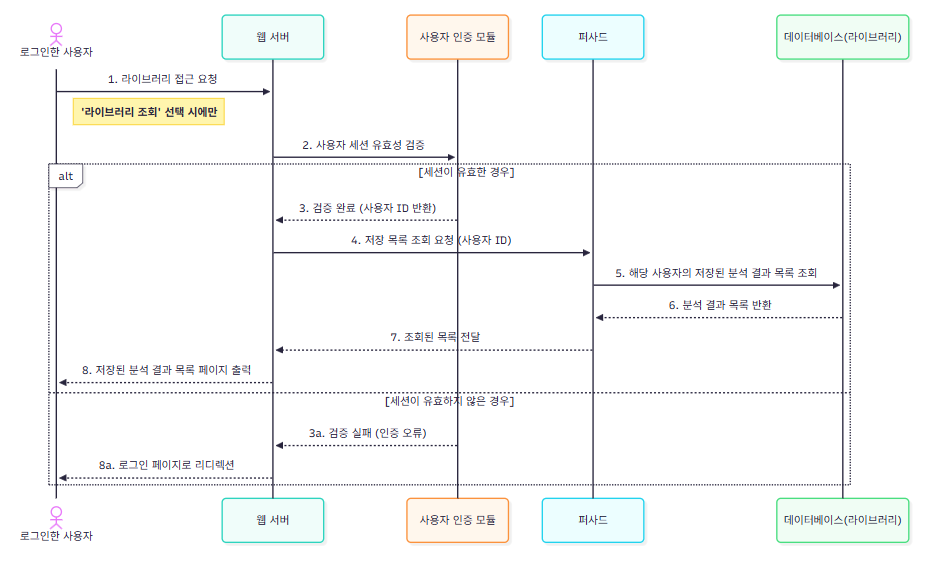 로그인한 사용자
웹 서버
사용자 인증 모듈
퍼사드
데이터베이스(라이브러리)
1. 라이브러리 접근 요청
'라이브러리 조회' 선택 시에만
2. 사용자 세션 유효성 검증
alt
[세션이 유효한 경우]
3. 검증 완료 (사용자 ID 반환)
4. 저장 목록 조회 요청 (사용자 ID)
5. 해당 사용자의 저장된 분석 결과 목록 조회
6. 분석 결과 목록 반환
7. 조회된 목록 전달
8. 저장된 분석 결과 목록 페이지 출력
[세션이 유효하지 않은 경우]
3a. 검증 실패 (인증 오류)
8a. 로그인 페이지로 리디렉션
로그인한 사용자
웹 서버
사용자 인증 모듈
퍼사드
데이터베이스(라이브러리)